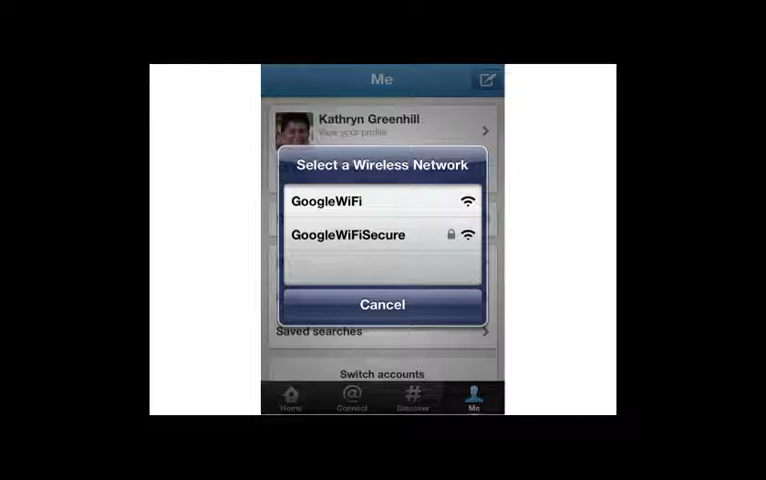 Me
Kathryn Greenhill
View your profile
Select a Wireless Network
GoogleWiFi
GoogleWiFiSecure
Cancel
Saved searches
Switch accounts
Home Connect Discover Me